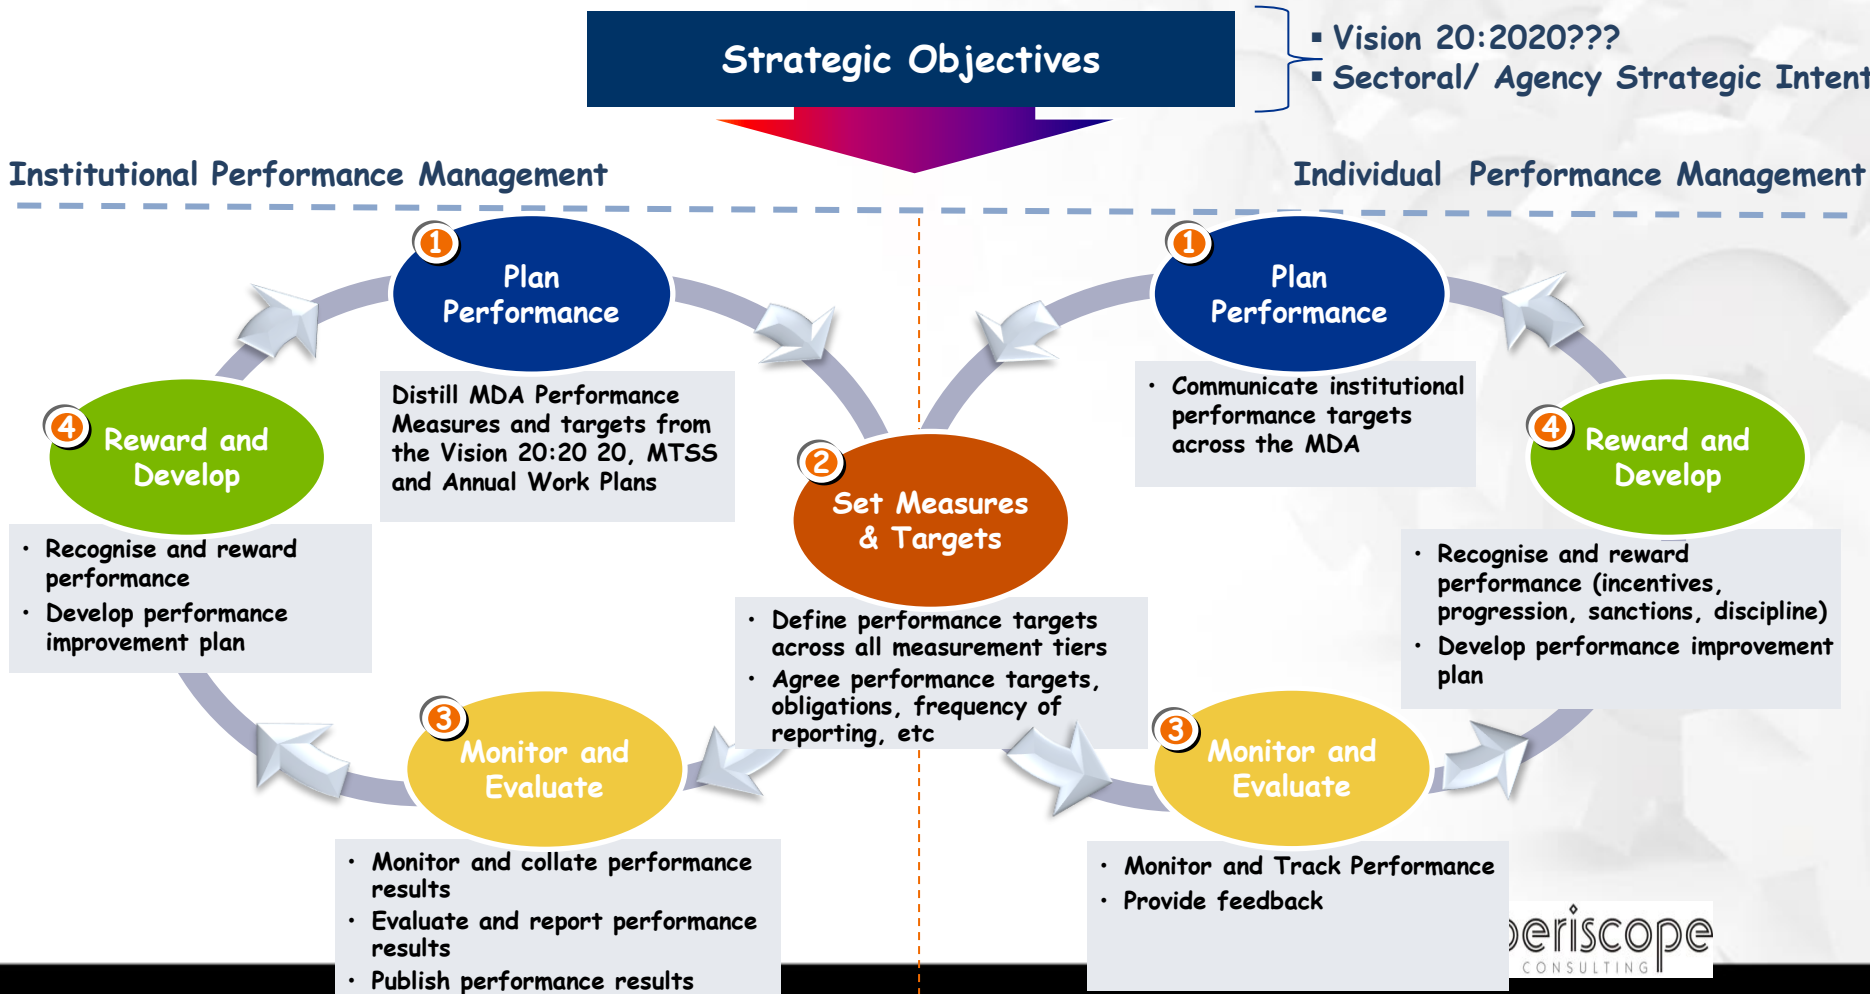 Strategic Objectives
▪ Vision 20:2020???
▪ Sectoral/ Agency Strategic Intent
Institutional Performance Management
Individual Performance Management
1
Plan
Performance
Distill MDA Performance
Measures and targets from
the Vision 20:20 20, MTSS
and Annual Work Plans
4
Reward and
Develop
• Recognise and reward
performance
• Develop performance
improvement plan
2
Set Measures
& Targets
• Define performance targets
across all measurement tiers
• Agree performance targets,
obligations, frequency of
reporting, etc
3
Monitor and
Evaluate
• Monitor and collate performance
results
• Evaluate and report performance
results
• Publish performance results
1
Plan
Performance
• Communicate institutional
performance targets
across the MDA
4
Reward and
Develop
• Recognise and reward
performance (incentives,
progression, sanctions, discipline)
• Develop performance improvement
plan
3
Monitor and
Evaluate
• Monitor and Track Performance
• Provide feedback
periscope
CONSULTING